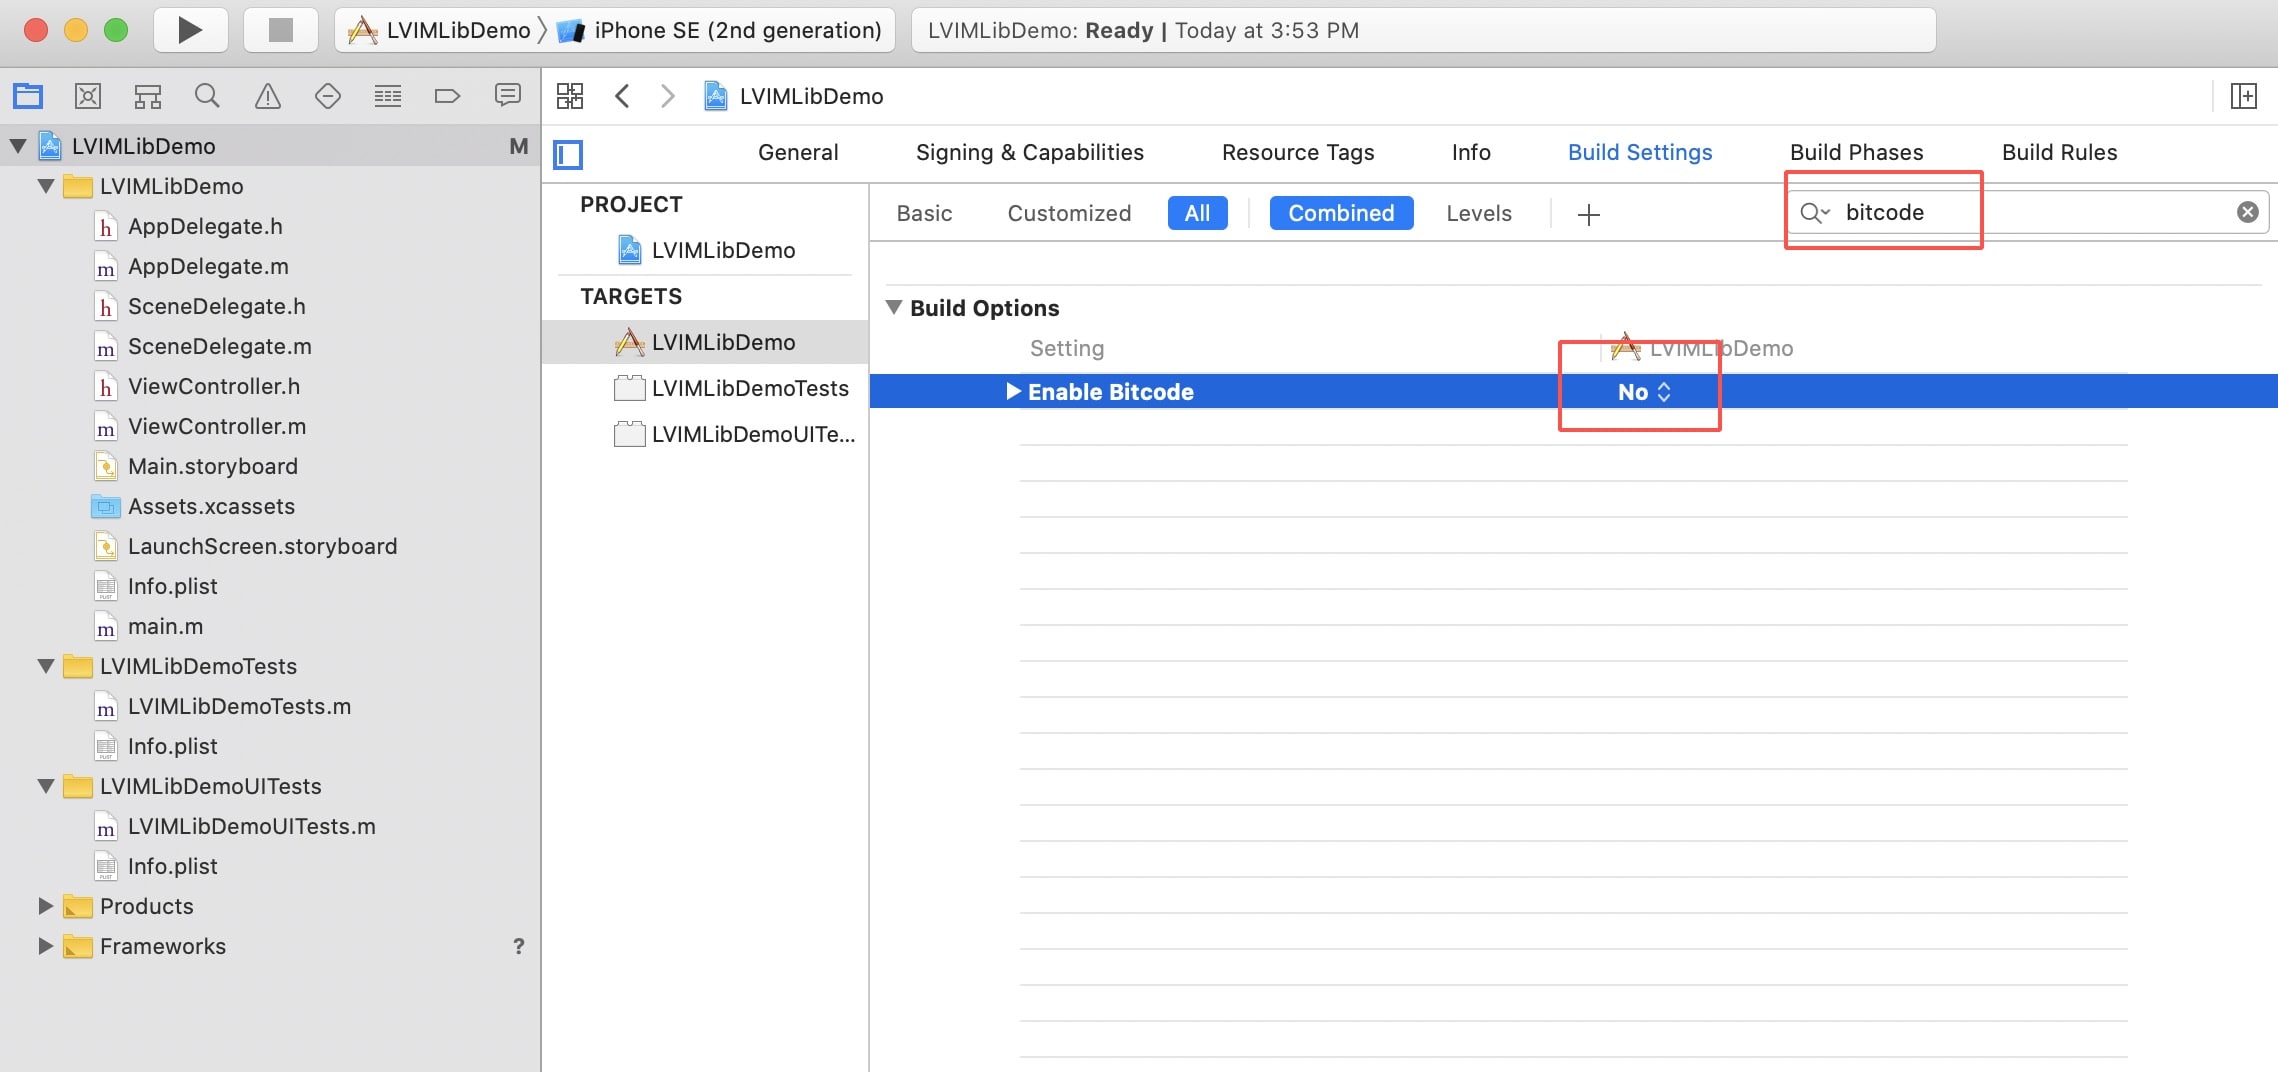 LVIMLibDemo
iPhone SE (2nd generation)
LVIMLibDemo: Ready | Today at 3:53 PM
LVIMLibDemo
General
Signing & Capabilities
Resource Tags
Info
Build Settings
Build Phases
Build Rules
LVIMLibDemo M
LVIMLibDemo
h AppDelegate.h
m AppDelegate.m
h SceneDelegate.h
m SceneDelegate.m
h ViewController.h
m ViewController.m
Main.storyboard
Assets.xcassets
LaunchScreen.storyboard
Info.plist
m main.m
LVIMLibDemoTests
m LVIMLibDemoTests.m
Info.plist
LVIMLibDemoUITests
m LVIMLibDemoUITests.m
Info.plist
Products
Frameworks ?
PROJECT
LVIMLibDemo
TARGETS
LVIMLibDemo
LVIMLibDemoTests
LVIMLibDemoUITe...
Basic
Customized
All
Combined
Levels
bitcode
Build Options
Setting
LVIMLibDemo
Enable Bitcode
No